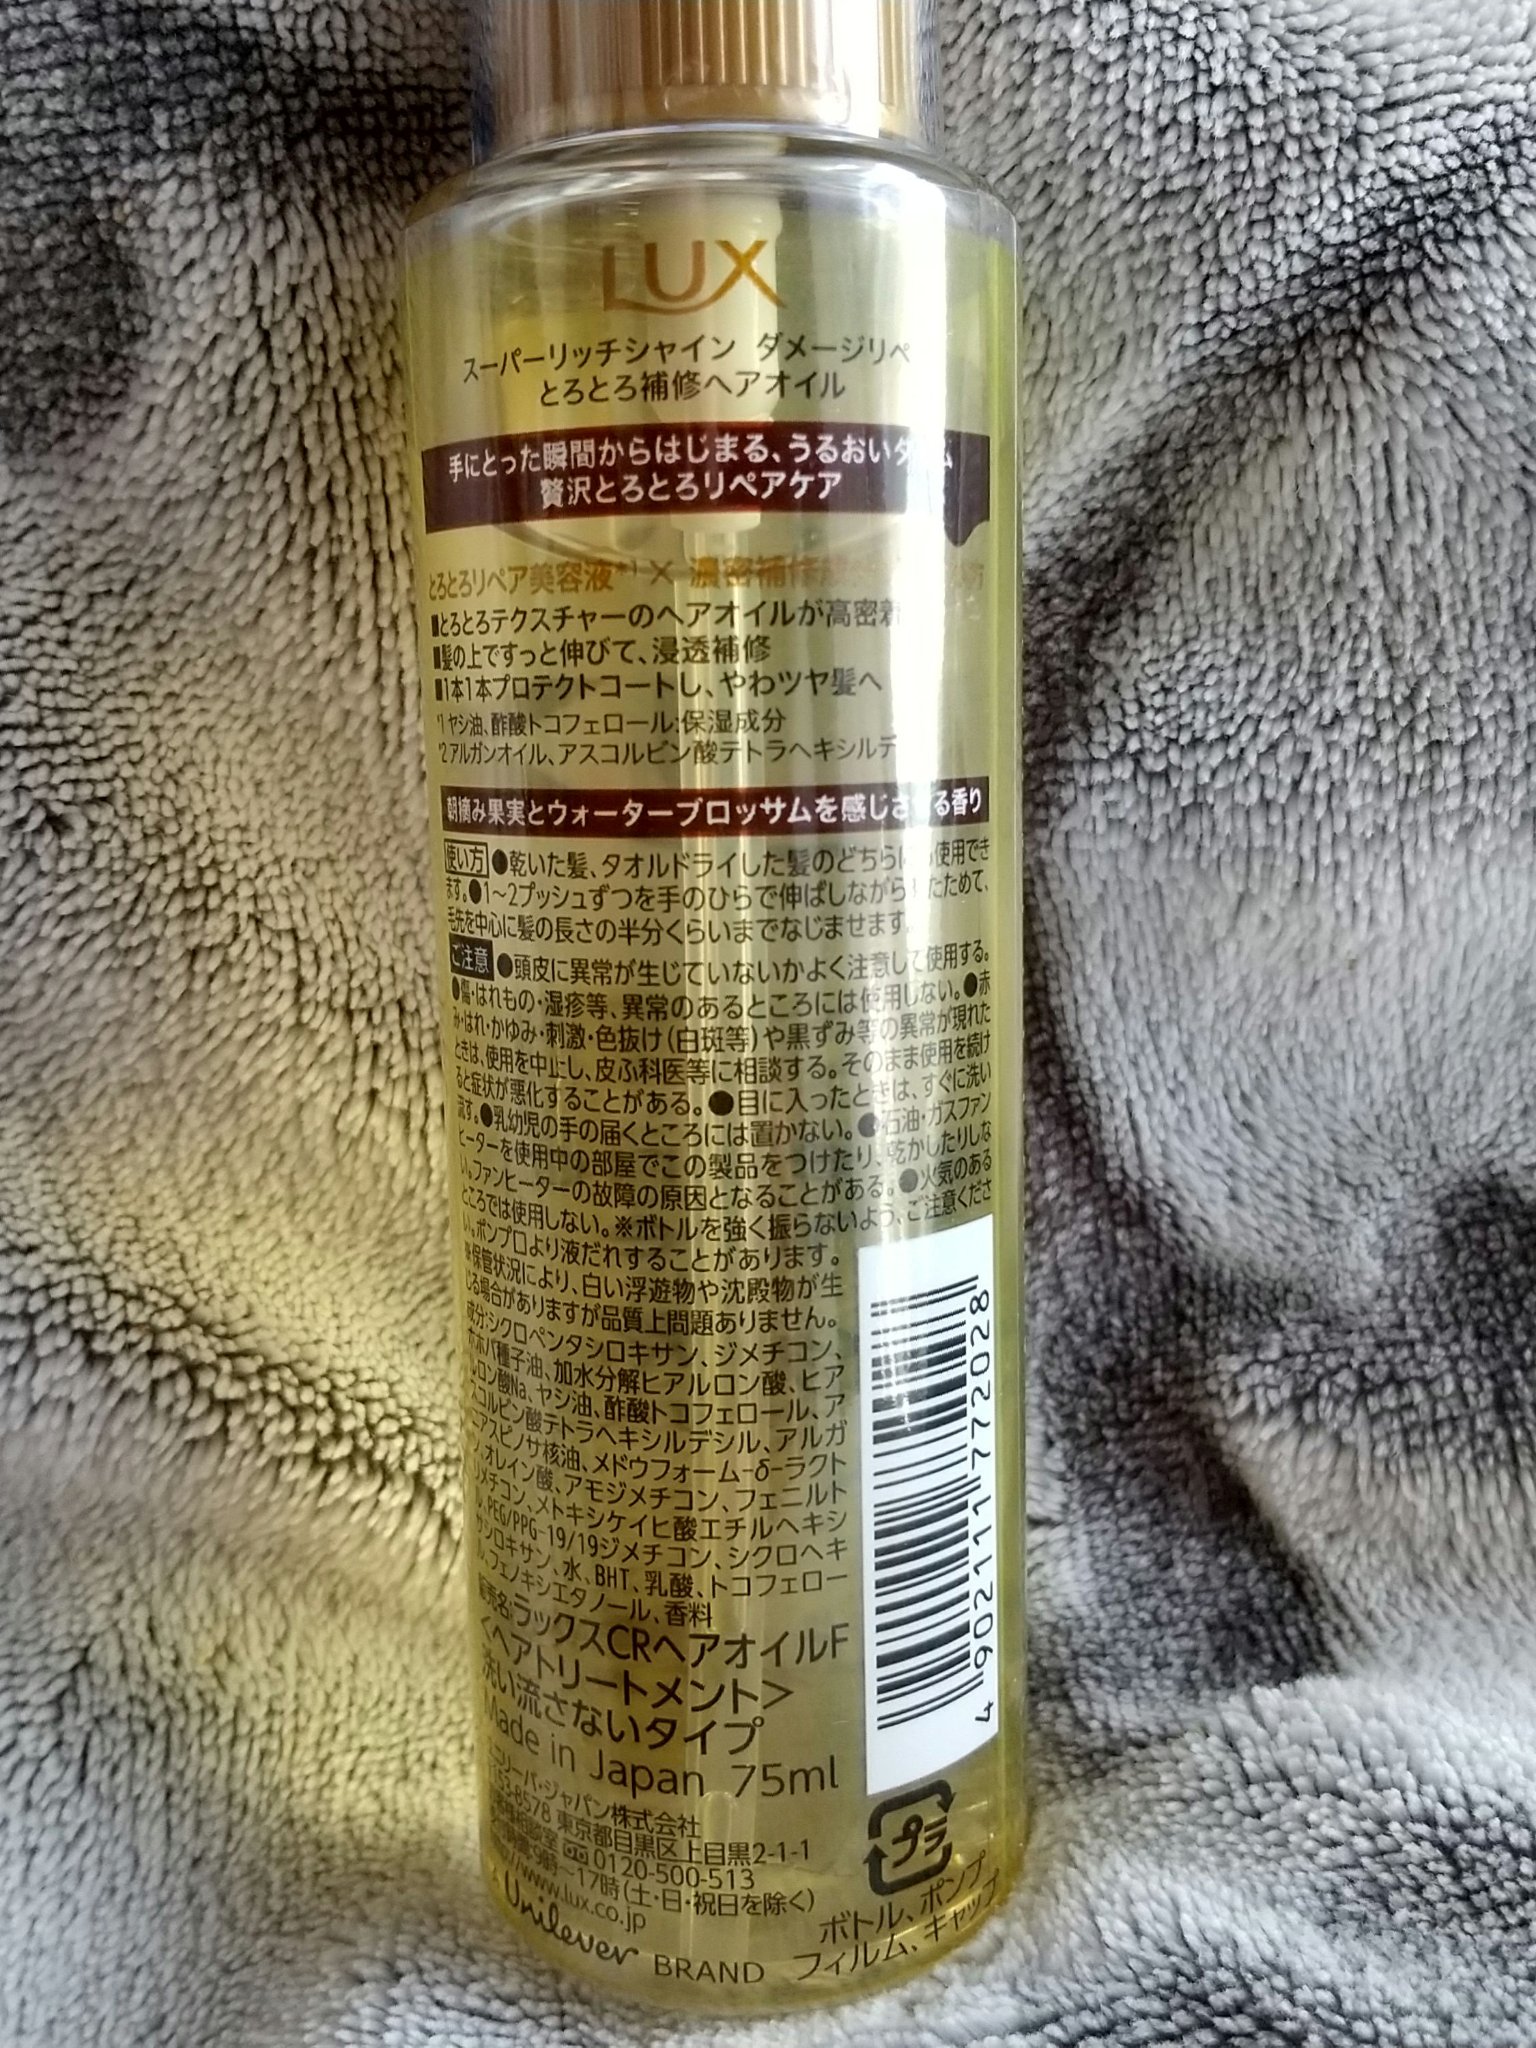 LUX
スーパーリッチシャイン ダメージリペ
とろとろ補修ヘアオイル
手にとった瞬間からはじまる、うるおいタイム
贅沢とろとろリペアケア
とろとろリペア美容液*1 × 濃密補修
■とろとろテクスチャーのヘアオイルが高密着
■髪の上ですっと伸びて、浸透補修
■1本1本プロテクトコートし、やわツヤ髪へ
*1 ヤシ油、酢酸トコフェロール:保湿成分
*2 アルガンオイル、アスコルビン酸テトラヘキシルデ
朝摘み果実とウォーターブロッサムを感じさせる香り
使い方 ●乾いた髪、タオルドライした髪のどちらにも使用でき
ます。●1〜2プッシュずつを手のひらで伸ばしながらあたためて、
毛先を中心に髪の長さの半分くらいまでなじませます。
ご注意 ●頭皮に異常が生じていないかよく注意して使用する。
●傷・はれもの・湿疹等、異常のあるところには使用しない。●赤
み・はれ・かゆみ・刺激・色抜け(白斑等)や黒ずみ等の異常が現れた
ときは、使用を中止し、皮ふ科医等に相談する。そのまま使用を続け
ると症状が悪化することがある。●目に入ったときは、すぐに洗い
流す。●乳幼児の手の届くところには置かない。●石油・ガスファン
ヒーターを使用中の部屋でこの製品をつけたり、乾かしたりしな
い。ファンヒーターの故障の原因となることがある。●火気のある
ところでは使用しない。※ボトルを強く振らないよう、ご注意くださ
い。ポンプ口より液だれすることがあります。
※保管状況により、白い浮遊物や沈殿物が生
じる場合がありますが品質上問題ありません。
成分:シクロペンタシロキサン、ジメチコン、
ホホバ種子油、加水分解ヒアルロン酸、ヒア
ルロン酸Na、ヤシ油、酢酸トコフェロール、ア
スコルビン酸テトラヘキシルデシル、アルガ
ニアスピノサ核油、メドウフォーム-δ-ラクト
ン、オレイン酸、アモジメチコン、フェニルト
リメチコン、メトキシケイヒ酸エチルヘキシ
ル、PEG/PPG-19/19ジメチコン、シクロヘキ
サシロキサン、水、BHT、乳酸、トコフェロー
ル、フェノキシエタノール、香料
販売名:ラックスCRヘアオイルF
<ヘアトリートメント>
洗い流さないタイプ
Made in Japan 75ml
ユニリーバ・ジャパン株式会社
153-8578 東京都目黒区上目黒2-1-1
相談室 0120-500-513
9時〜17時(土・日・祝日を除く)
http://www.lux.co.jp
A Unilever BRAND
4902111772028
プラ
ボトル、ポンプ
フィルム、キャップ